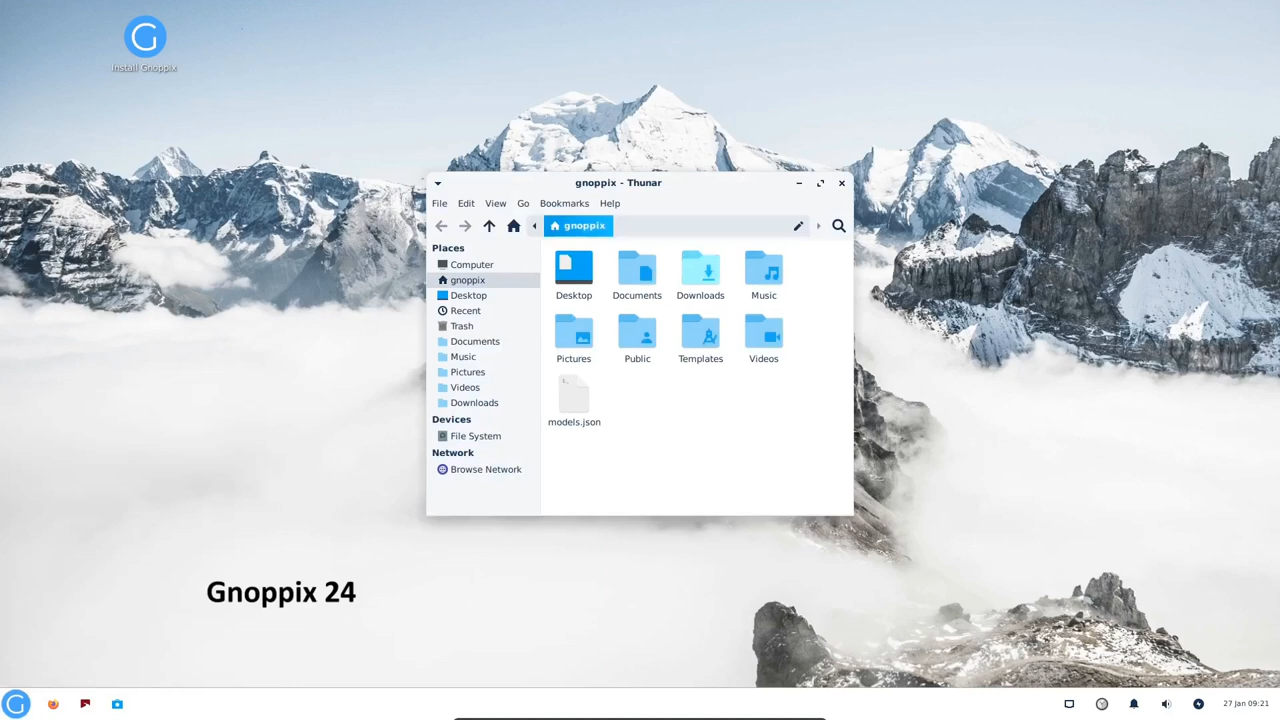 G
Install Gnoppix
gnoppix - Thunar
File Edit View Go Bookmarks Help
gnoppix
Places
Computer
gnoppix
Desktop
Recent
Trash
Documents
Music
Pictures
Videos
Downloads
Devices
File System
Network
Browse Network
Desktop Documents Downloads Music
Pictures Public Templates Videos
models.json
Gnoppix 24
G
27 Jan 09:21